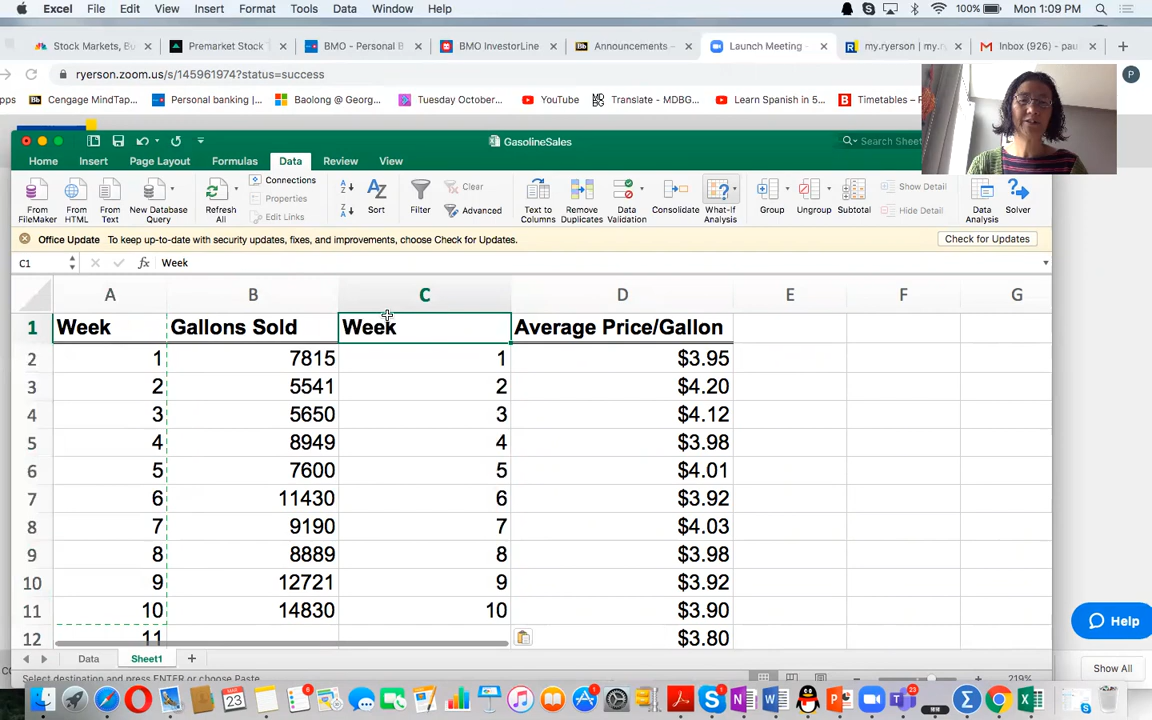 Excel File Edit View Insert Format Tools Data Window Help 100% Mon 1:09 PM
Stock Markets, Bu Premarket Stock BMO - Personal B BMO InvestorLine Announcements – Launch Meeting – my.ryerson | my.r Inbox (926) - pau
ryerson.zoom.us/s/145961974?status=success P
pps Cengage MindTap... Personal banking |... Baolong @ Georg... Tuesday October... YouTube Translate - MDBG... Learn Spanish in 5... Timetables – R
GasolineSales Search Shee
Home Insert Page Layout Formulas Data Review View
From FileMaker From HTML From Text New Database Query Refresh All Connections Properties Edit Links Sort Filter Clear Advanced Text to Columns Remove Duplicates Data Validation Consolidate What-If Analysis Group Ungroup Subtotal Show Detail Hide Detail Data Analysis Solver
Office Update To keep up-to-date with security updates, fixes, and improvements, choose Check for Updates. Check for Updates
C1 fx Week
A B C D E F G
1 Week Gallons Sold Week Average Price/Gallon
2 1 7815 1 $3.95
3 2 5541 2 $4.20
4 3 5650 3 $4.12
5 4 8949 4 $3.98
6 5 7600 5 $4.01
7 6 11430 6 $3.92
8 7 9190 7 $4.03
9 8 8889 8 $3.98
10 9 12721 9 $3.92
11 10 14830 10 $3.90
12 11 $3.80
Help
Data Sheet1 +
Select destination and press ENTER or choose Paste 219%
Show All